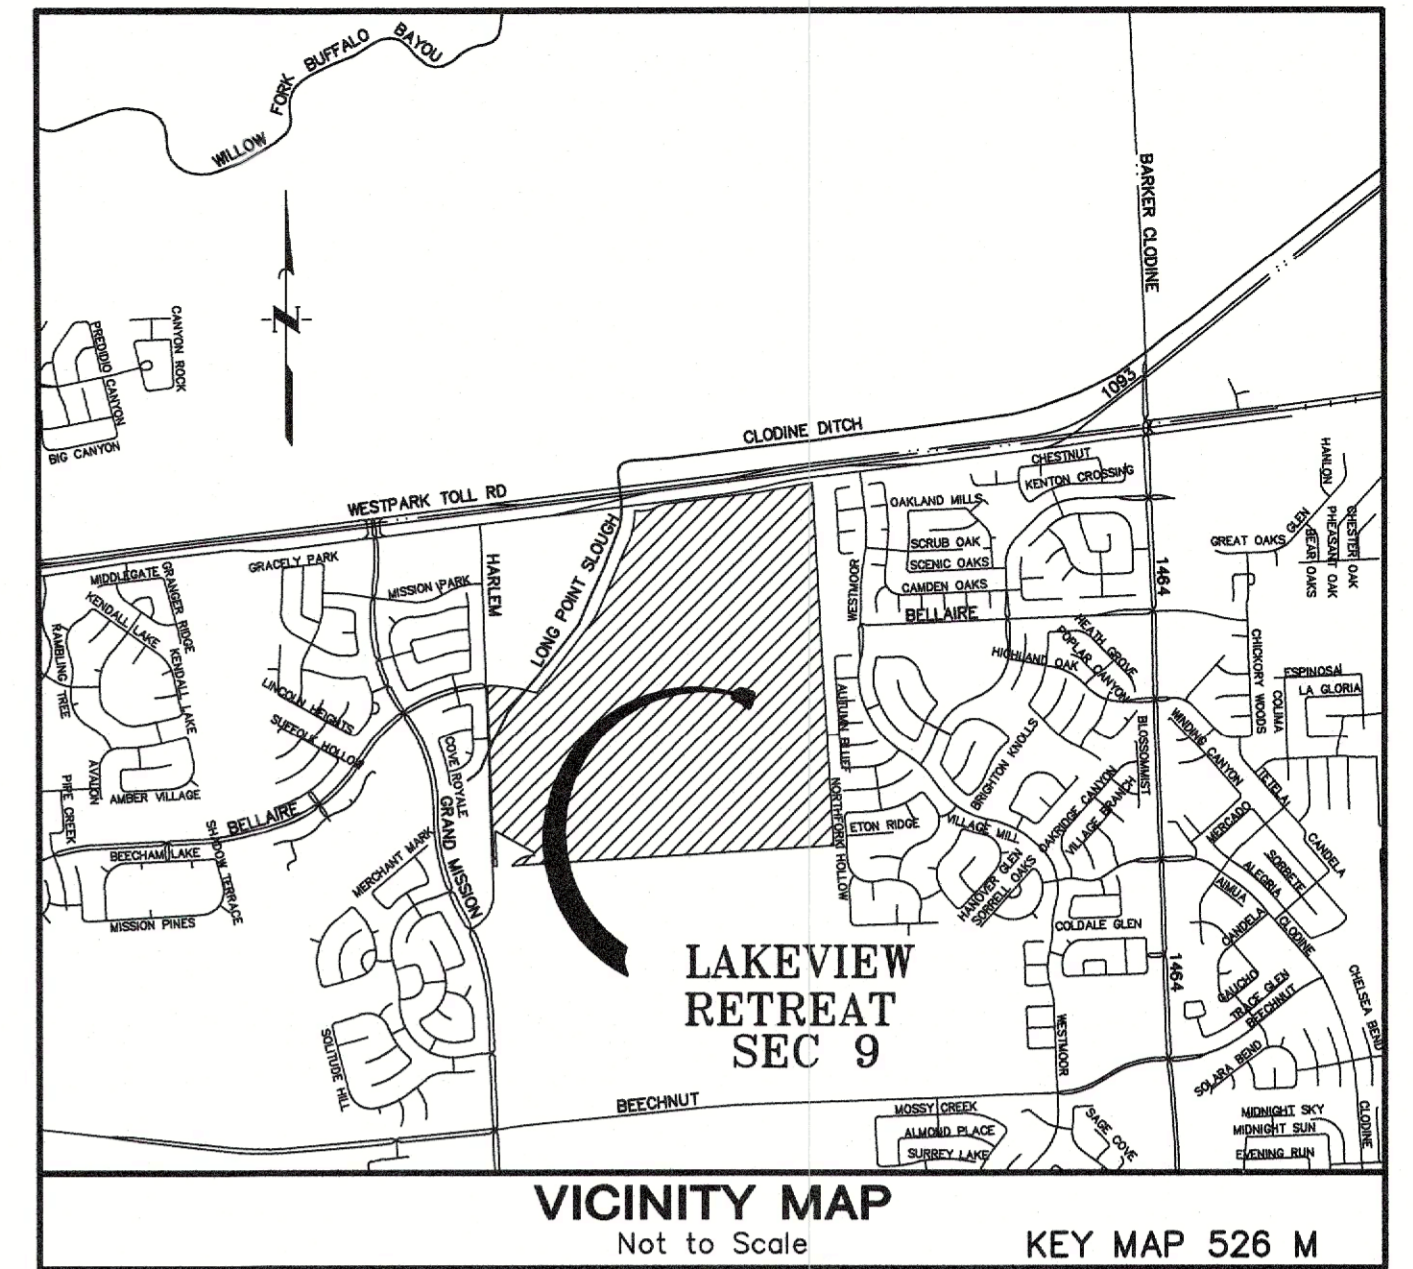 WILLOW FORK BUFFALO BAYOU
BARKER CLODINE
CANYON ROCK
PREDIDIO CANYON
BIG CANYON
N
1093
CLODINE DITCH
WESTPARK TOLL RD
CHESTNUT
KENTON CROSSING
HANLON
OAKLAND MILLS
CHESTER OAK
PHEASANT OAK
BEAR OAKS
GREAT OAKS GLEN
SCRUB OAK
SCENIC OAKS
CAMDEN OAKS
BELLAIRE
WESTMOOR
1464
LONG POINT SLOUGH
HARLEM
GRACELY PARK
MISSION PARK
MIDDLEGATE
GRANGER RIDGE
KENDALL LAKE
KENDALL LAKE
RAMBLING TREE
LINCOLN HEIGHTS
SUFFOLK HOLLOW
HEATH GROVE
POPLAR CANYON
HIGHLAND OAK
CHICKORY WOODS
ESPINOSA
LA GLORIA
COLIMA
AUTUMN BLUFF
BRIGHTON KNOLLS
BLOSSOMMIST
WINDING CANYON
TETELA
AVALON
AMBER VILLAGE
PIPE CREEK
COVE ROYALE
GRAND MISSION
BELLAIRE
BEECHAM LAKE
SHADOW TERRACE
MISSION PINES
MERCHANT MARK
NORTHFORK HOLLOW
ETON RIDGE
VILLAGE MILL
OAKRIDGE CANYON
VILLAGE BRANCH
HANOVER GLEN
SORRELL OAKS
MERCADO
CANDELA
SORBETE
ALEGRIA
JAIMUA
CANDELA
CLODINE
COLDALE GLEN
1464
GAUCHO
TRACE GLEN
BEECHNUT
CHELSEA BEND
LAKEVIEW
RETREAT
SEC 9
SOLITUDE HILL
WESTMOOR
SOLARA BEND
BEECHNUT
MOSSY CREEK
ALMOND PLACE
SURREY LAKE
SAGE COVE
MIDNIGHT SKY
MIDNIGHT SUN
EVENING RUN
CLODINE
VICINITY MAP
Not to Scale
KEY MAP 526 M